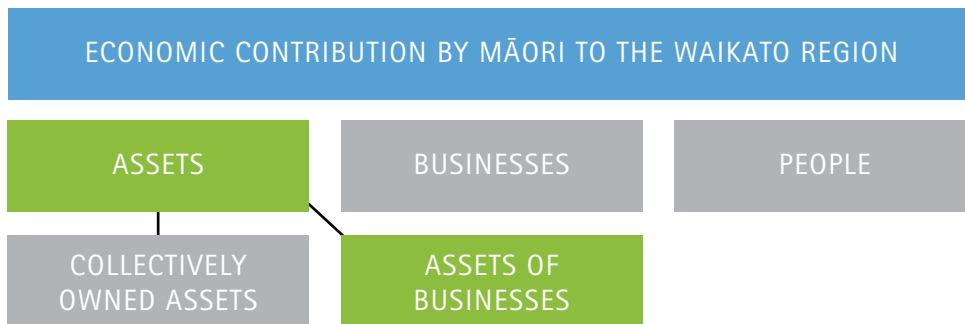 ECONOMIC CONTRIBUTION BY MĀORI TO THE WAIKATO REGION
ASSETS
BUSINESSES
PEOPLE
COLLECTIVELY
OWNED ASSETS
ASSETS OF
BUSINESSES